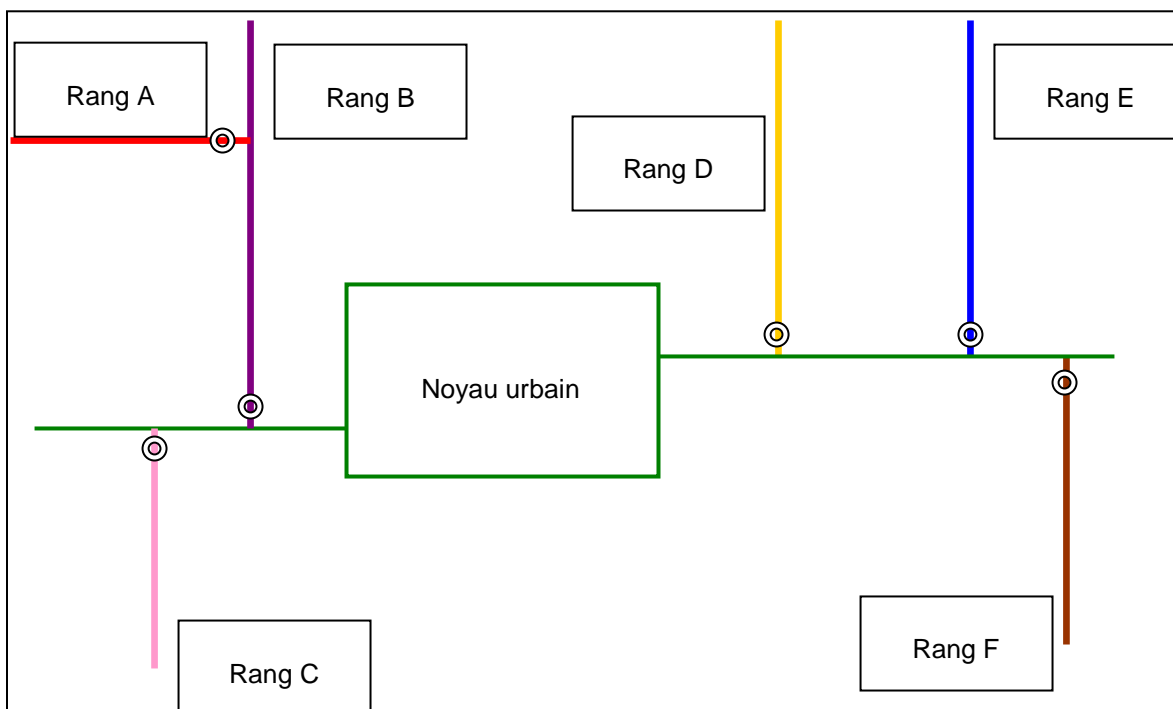 Rang A
Rang B
Rang D
Rang E
Noyau urbain
Rang C
Rang F